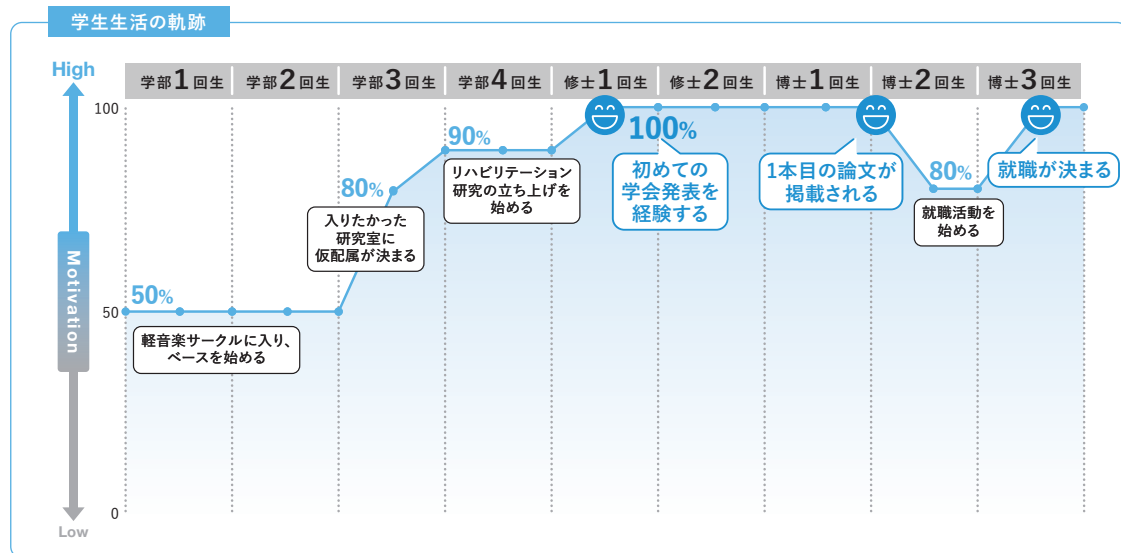 学生生活の軌跡
High
学部1回生
学部2回生
学部3回生
学部4回生
修士1回生
修士2回生
博士1回生
博士2回生
博士3回生
100
50
0
Motivation
Low
50%
軽音楽サークルに入り、
ベースを始める
80%
入りたかった
研究室に
仮配属が決まる
90%
リハビリテーション
研究の立ち上げを
始める
100%
初めての
学会発表を
経験する
1本目の論文が
掲載される
80%
就職活動を
始める
就職が決まる